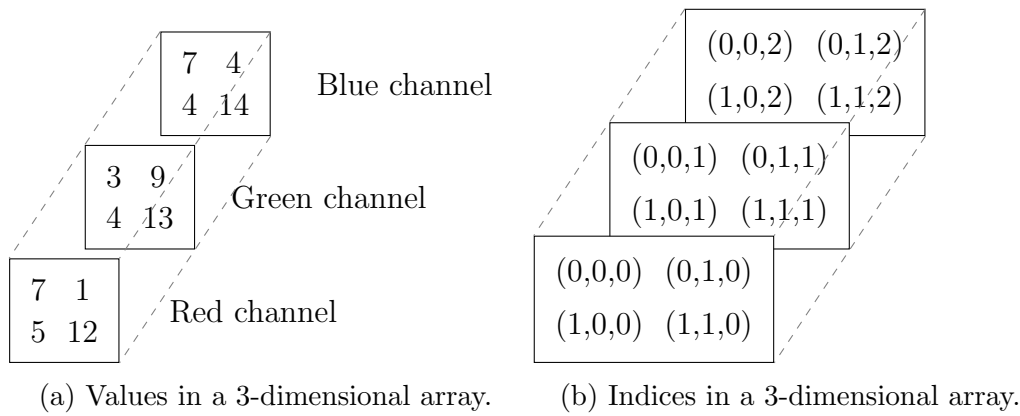 7 4
4 14
Blue channel
3 9
4 13
Green channel
7 1
5 12
Red channel
(a) Values in a 3-dimensional array.
(0,0,2) (0,1,2)
(1,0,2) (1,1,2)
(0,0,1) (0,1,1)
(1,0,1) (1,1,1)
(0,0,0) (0,1,0)
(1,0,0) (1,1,0)
(b) Indices in a 3-dimensional array.